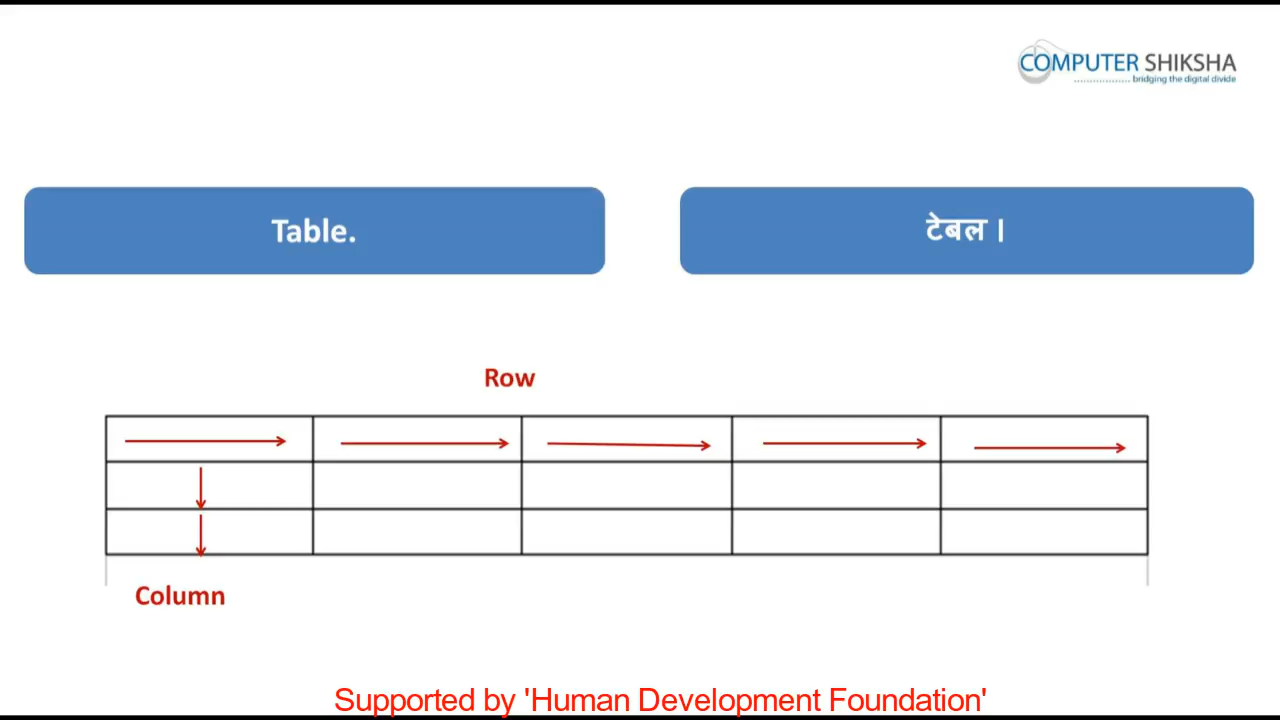 COMPUTER SHIKSHA
bridging the digital divide
Table.
टेबल ।
Row
Column
Supported by 'Human Development Foundation'